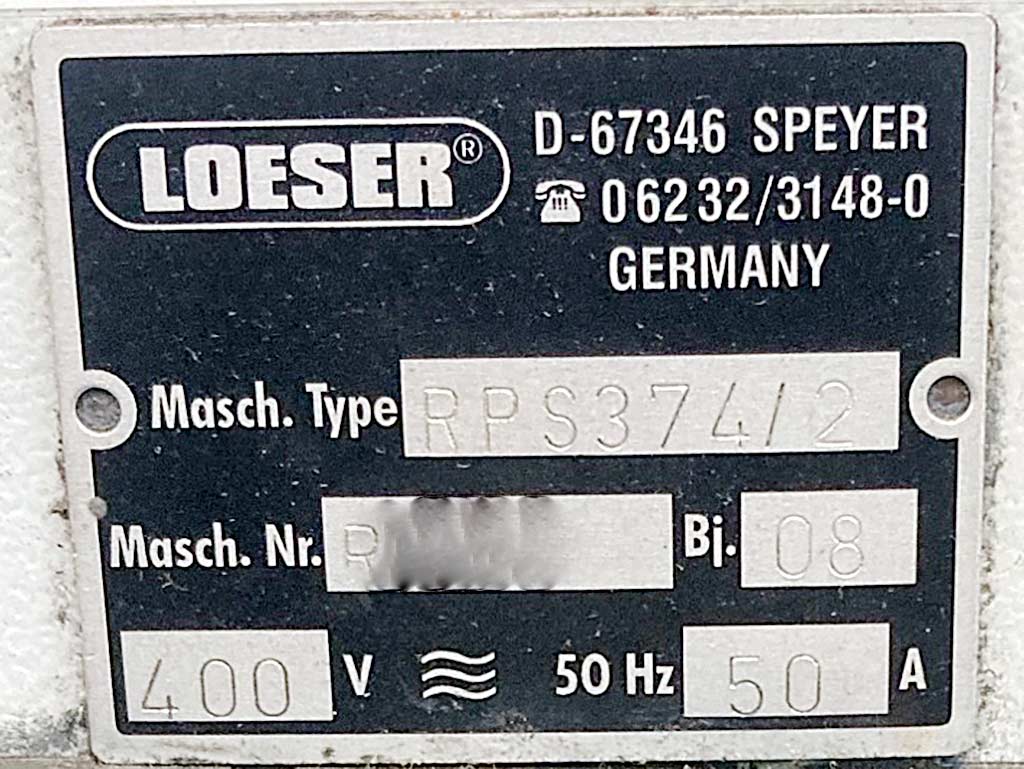 LOESER®
D-67346 SPEYER
☎ 06232/3148-0
GERMANY
Masch. Type RPS374/2
Masch. Nr. R Bj. 08
400 V 50 Hz 50 A